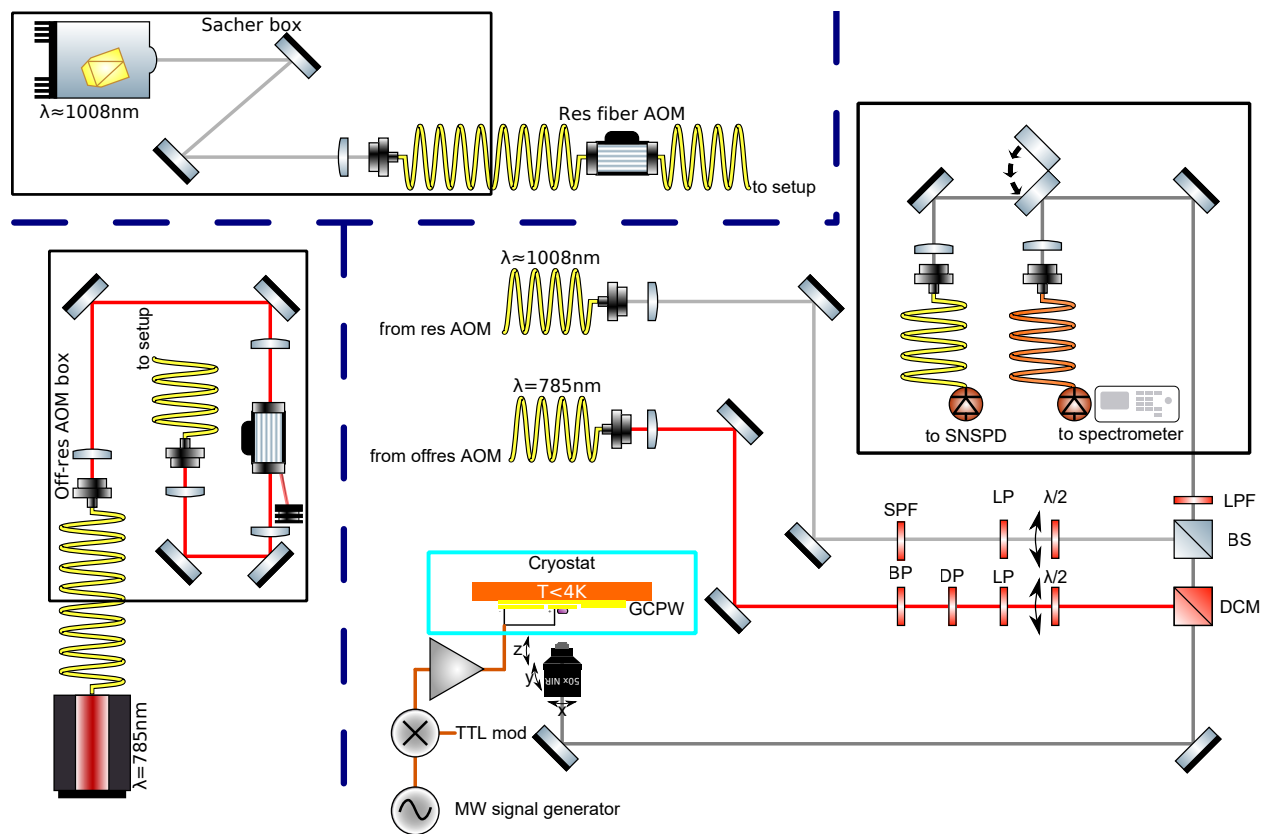 Sacher box
λ≈1008nm
Res fiber AOM
to setup
Off-res AOM box
to setup
λ=785nm
λ≈1008nm
from res AOM
λ=785nm
from offres AOM
to SNSPD
to spectrometer
LPF
SPF
LP
λ/2
BS
BP
DP
LP
λ/2
DCM
Cryostat
T<4K
GCPW
z
y
x
50x NIR
TTL mod
MW signal generator